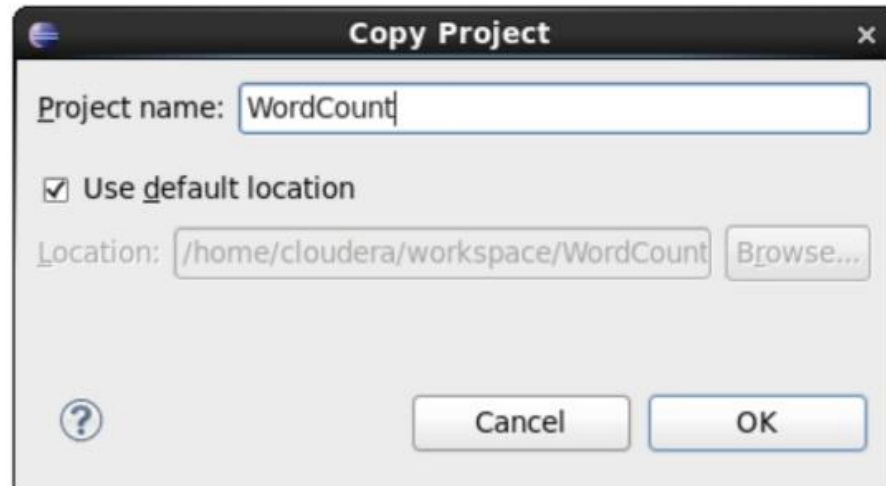 Copy Project
Project name: WordCount
Use default location
Location: /home/cloudera/workspace/WordCount Browse...
? Cancel OK